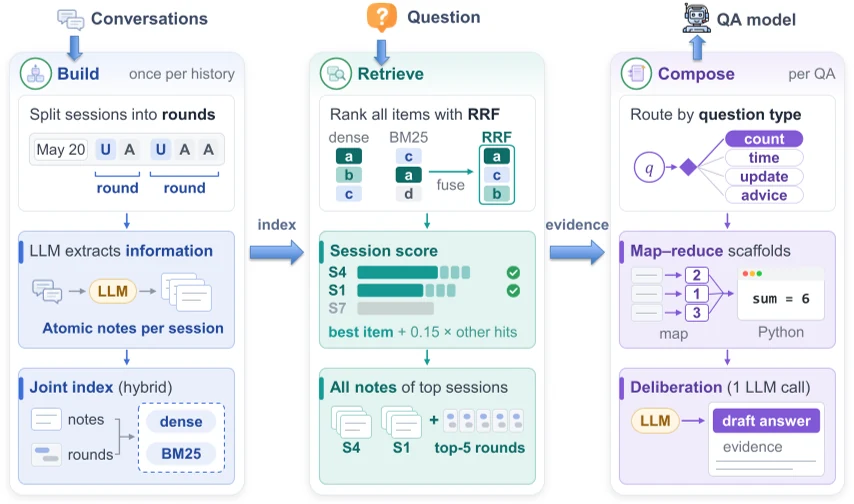 Conversations
Build
once per history
Split sessions into rounds
May 20 U A U A A
round
round
LLM extracts information
LLM
Atomic notes per session
Joint index (hybrid)
notes
rounds
dense
BM25
index
Question
?
Retrieve
Rank all items with RRF
dense BM25 RRF
a c a
b a c
c d b
fuse
Session score
S4
S1
S7
best item + 0.15 × other hits
All notes of top sessions
+
S4 S1 top-5 rounds
evidence
QA model
Compose
per QA
Route by question type
q
count
time
update
advice
Map–reduce scaffolds
2
1
3
sum = 6
map
Python
Deliberation (1 LLM call)
LLM
draft answer
evidence